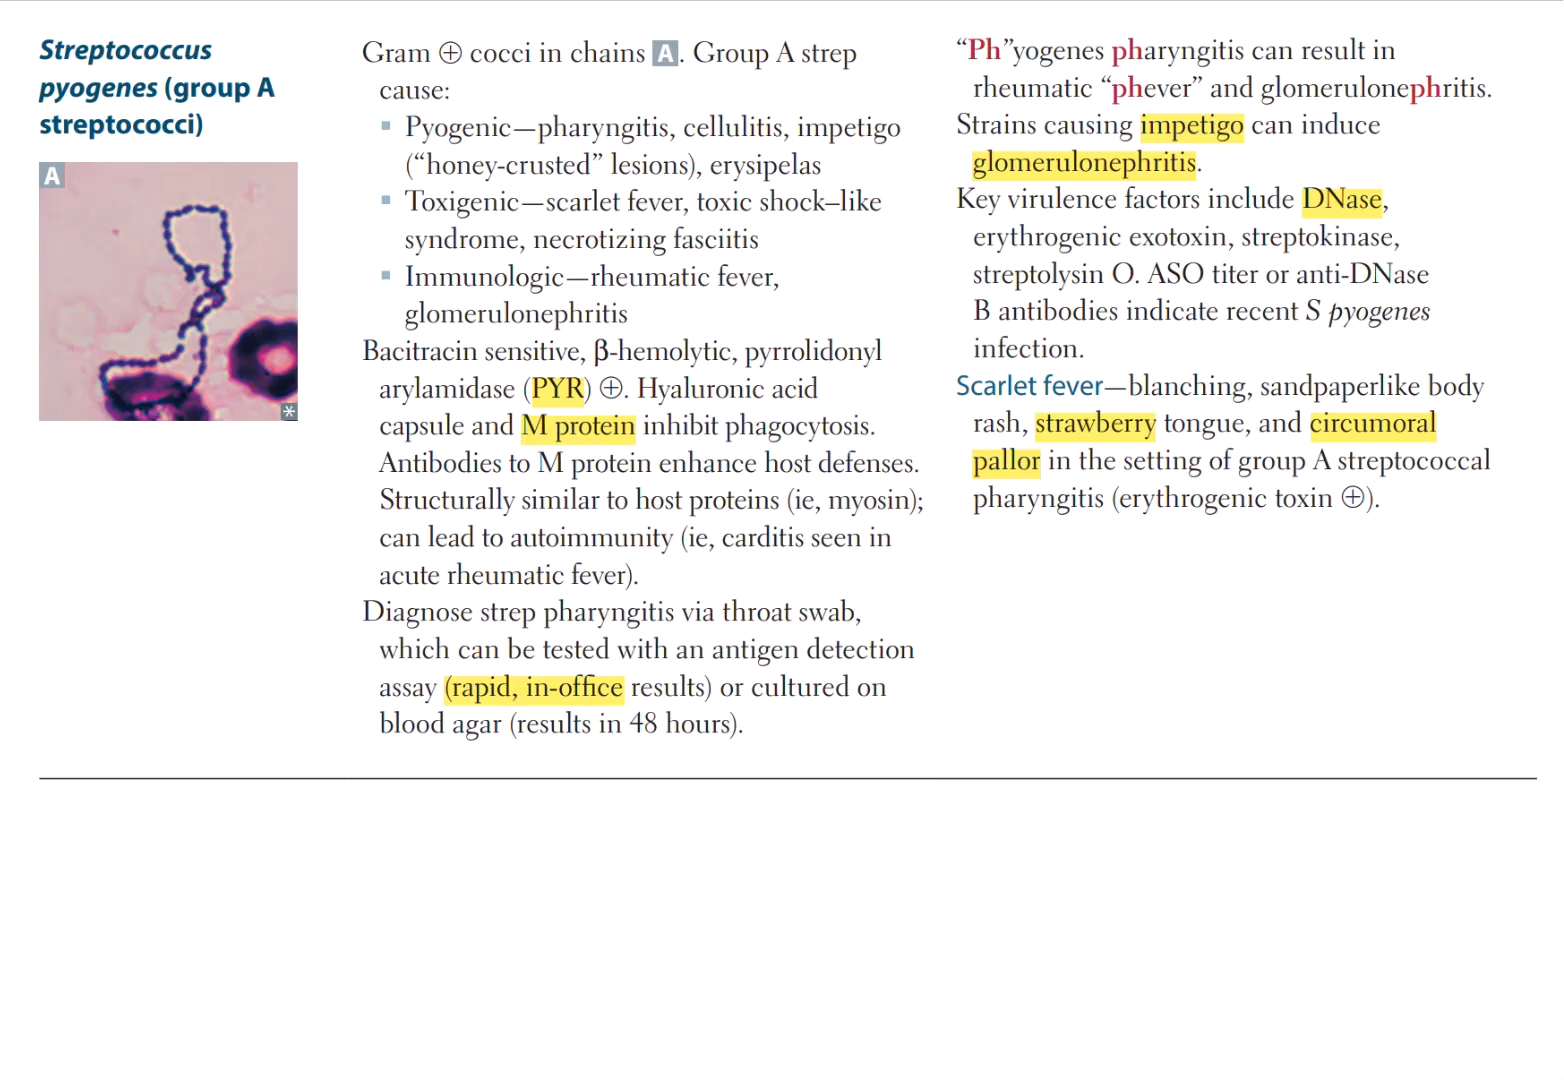 Streptococcus
pyogenes (group A
streptococci)
A
*
Gram ⊕ cocci in chains A. Group A strep
cause:
▪ Pyogenic—pharyngitis, cellulitis, impetigo
(“honey-crusted” lesions), erysipelas
▪ Toxigenic—scarlet fever, toxic shock–like
syndrome, necrotizing fasciitis
▪ Immunologic—rheumatic fever,
glomerulonephritis
Bacitracin sensitive, β-hemolytic, pyrrolidonyl
arylamidase (PYR) ⊕. Hyaluronic acid
capsule and M protein inhibit phagocytosis.
Antibodies to M protein enhance host defenses.
Structurally similar to host proteins (ie, myosin);
can lead to autoimmunity (ie, carditis seen in
acute rheumatic fever).
Diagnose strep pharyngitis via throat swab,
which can be tested with an antigen detection
assay (rapid, in-office results) or cultured on
blood agar (results in 48 hours).
“Ph”yogenes pharyngitis can result in
rheumatic “phever” and glomerulonephritis.
Strains causing impetigo can induce
glomerulonephritis.
Key virulence factors include DNase,
erythrogenic exotoxin, streptokinase,
streptolysin O. ASO titer or anti-DNase
B antibodies indicate recent S pyogenes
infection.
Scarlet fever—blanching, sandpaperlike body
rash, strawberry tongue, and circumoral
pallor in the setting of group A streptococcal
pharyngitis (erythrogenic toxin ⊕).